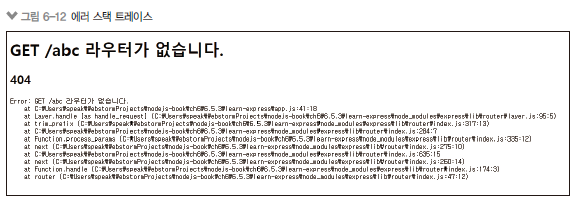 그림 6-12 에러 스택 트레이스
GET /abc 라우터가 없습니다.
404
Error: GET /abc 라우터가 없습니다.
at C:₩Users₩speak₩WebstormProjects₩nodejs-book₩ch6₩6.5.3₩learn-express₩app.js:41:18
at Layer.handle [as handle_request] (C:₩Users₩speak₩WebstormProjects₩nodejs-book₩ch6₩6.5.3₩learn-express₩node_modules₩express₩lib₩router₩layer.js:95:5)
at trim_prefix (C:₩Users₩speak₩WebstormProjects₩nodejs-book₩ch6₩6.5.3₩learn-express₩node_modules₩express₩lib₩router₩index.js:317:13)
at C:₩Users₩speak₩WebstormProjects₩nodejs-book₩ch6₩6.5.3₩learn-express₩node_modules₩express₩lib₩router₩index.js:284:7
at Function.process_params (C:₩Users₩speak₩WebstormProjects₩nodejs-book₩ch6₩6.5.3₩learn-express₩node_modules₩express₩lib₩router₩index.js:335:12)
at next (C:₩Users₩speak₩WebstormProjects₩nodejs-book₩ch6₩6.5.3₩learn-express₩node_modules₩express₩lib₩router₩index.js:275:10)
at C:₩Users₩speak₩WebstormProjects₩nodejs-book₩ch6₩6.5.3₩learn-express₩node_modules₩express₩lib₩router₩index.js:635:15
at next (C:₩Users₩speak₩WebstormProjects₩nodejs-book₩ch6₩6.5.3₩learn-express₩node_modules₩express₩lib₩router₩index.js:260:14)
at Function.handle (C:₩Users₩speak₩WebstormProjects₩nodejs-book₩ch6₩6.5.3₩learn-express₩node_modules₩express₩lib₩router₩index.js:174:3)
at router (C:₩Users₩speak₩WebstormProjects₩nodejs-book₩ch6₩6.5.3₩learn-express₩node_modules₩express₩lib₩router₩index.js:47:12)